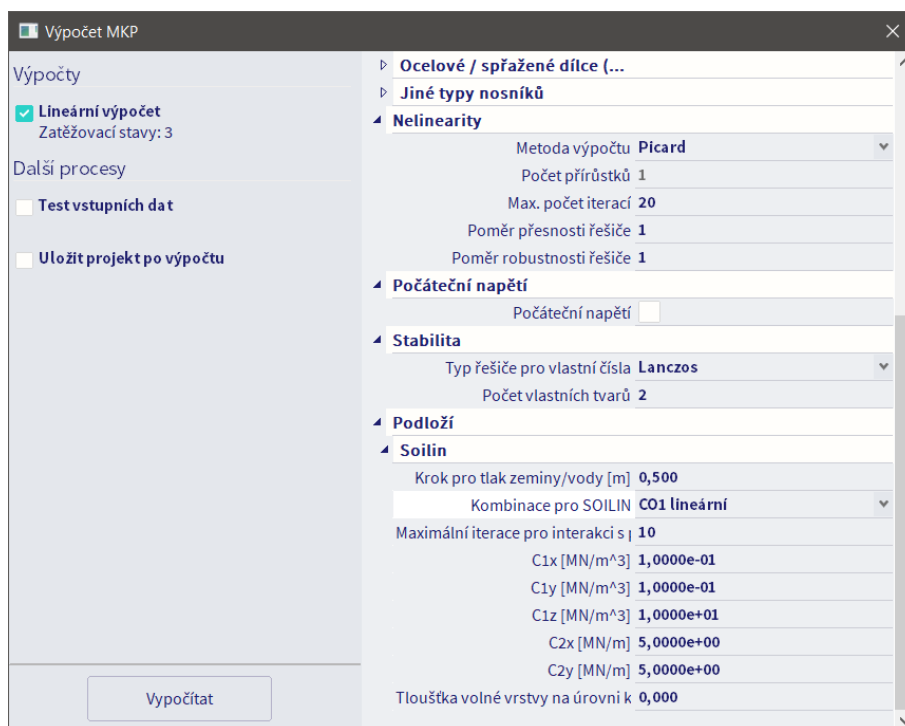 Výpočet MKP
Výpočty
Lineární výpočet
Zatěžovací stavy: 3
Další procesy
Test vstupních dat
Uložit projekt po výpočtu
Vypočítat
Ocelové / spřažené dílce (...
Jiné typy nosníků
Nelinearity
Metoda výpočtu Picard
Počet přírůstků 1
Max. počet iterací 20
Poměr přesnosti řešiče 1
Poměr robustnosti řešiče 1
Počáteční napětí
Počáteční napětí
Stabilita
Typ řešiče pro vlastní čísla Lanczos
Počet vlastních tvarů 2
Podloží
Soilin
Krok pro tlak zeminy/vody [m] 0,500
Kombinace pro SOILIN CO1 lineární
Maximální iterace pro interakci s 10
C1x [MN/m^3] 1,0000e-01
C1y [MN/m^3] 1,0000e-01
C1z [MN/m^3] 1,0000e+01
C2x [MN/m] 5,0000e+00
C2y [MN/m] 5,0000e+00
Tloušťka volné vrstvy na úrovni k 0,000